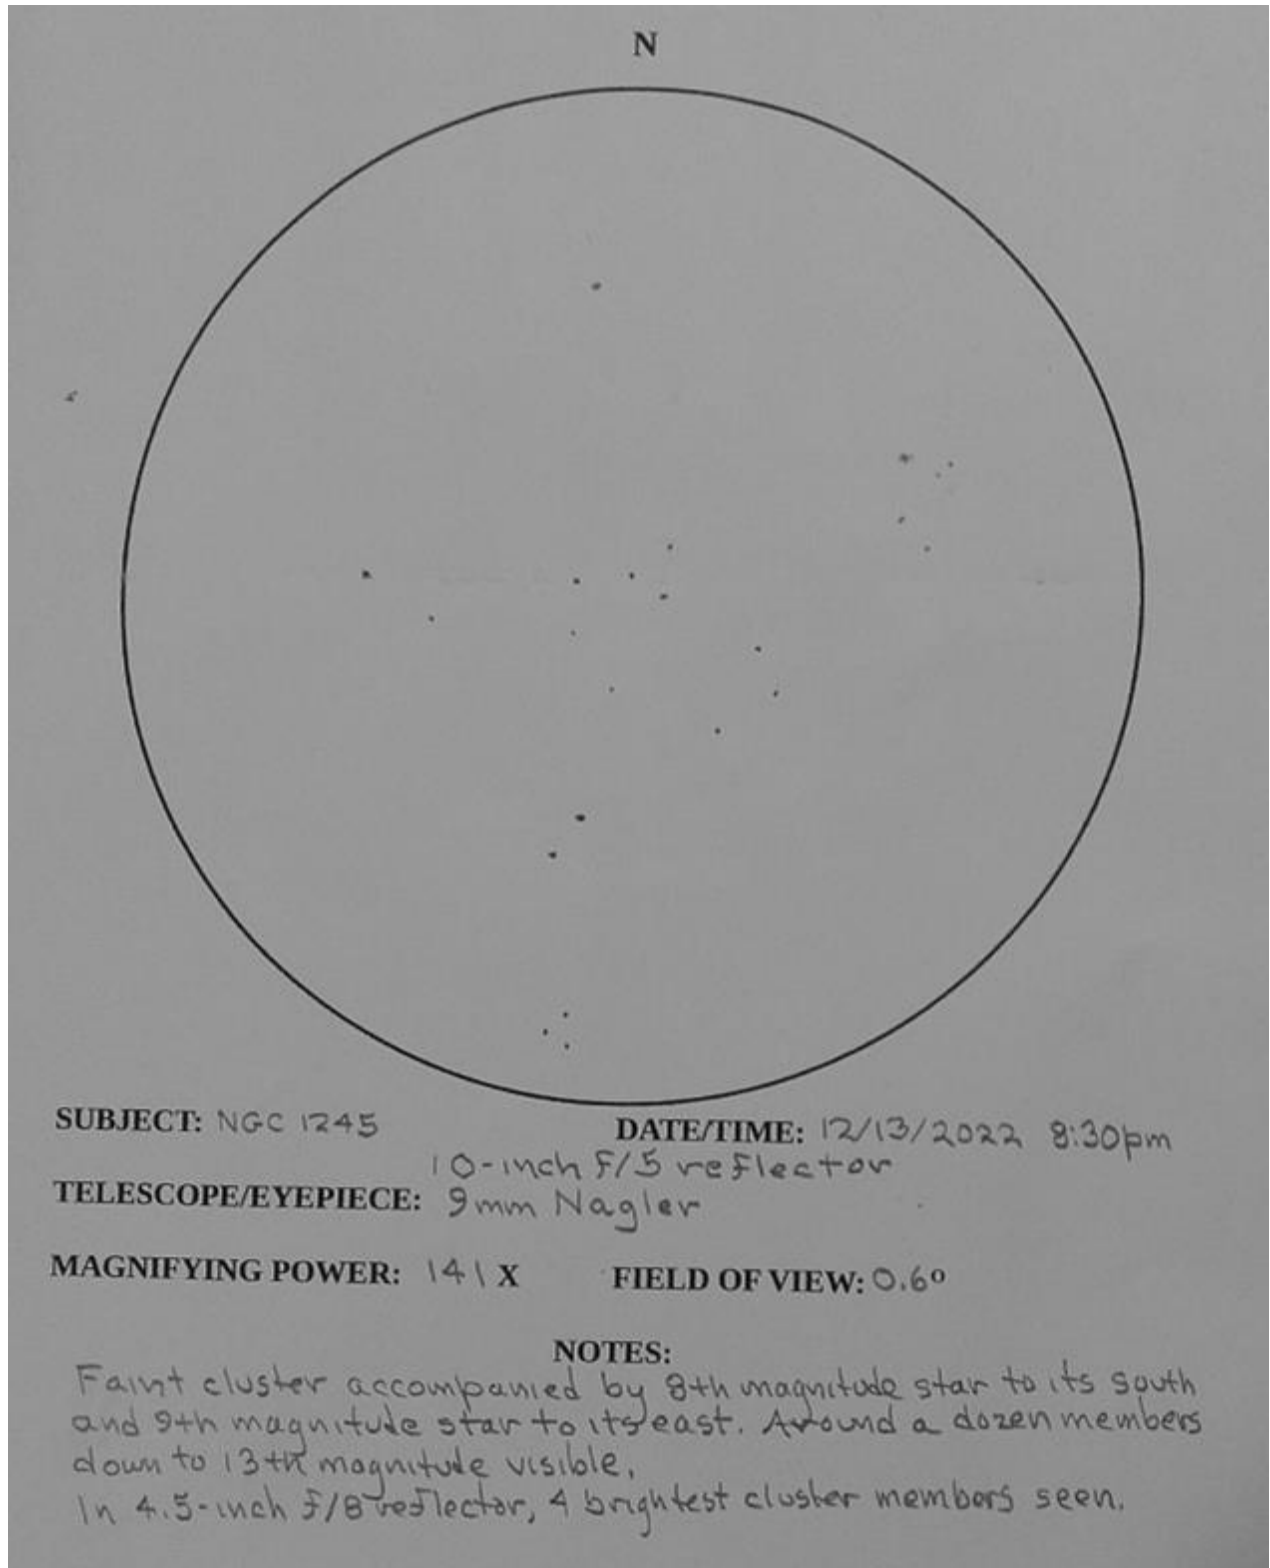 N
SUBJECT: NGC 1245 DATE/TIME: 12/13/2022 8:30pm
10-inch f/5 reflector
TELESCOPE/EYEPIECE: 9mm Nagler
MAGNIFYING POWER: 141 X FIELD OF VIEW: 0.6°
NOTES:
Faint cluster accompanied by 8th magnitude star to its south
and 9th magnitude star to its east. Around a dozen members
down to 13th magnitude visible.
In 4.5-inch f/8 reflector, 4 brightest cluster members seen.